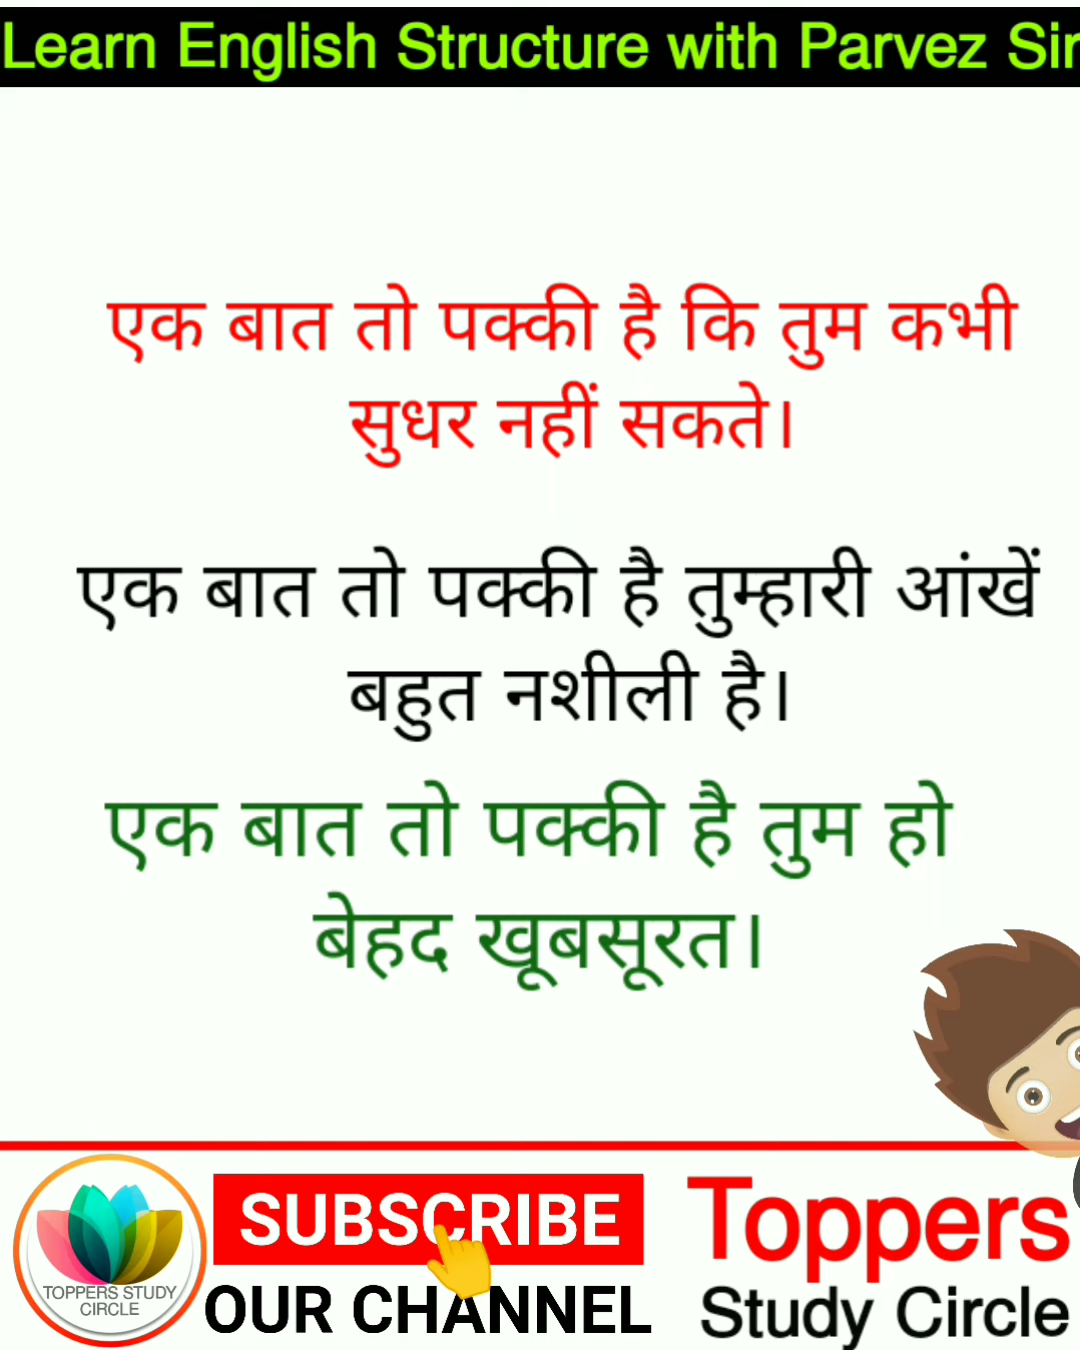 Learn English Structure with Parvez Sir
एक बात तो पक्की है कि तुम कभी
सुधर नहीं सकते।
एक बात तो पक्की है तुम्हारी आंखें
बहुत नशीली है।
एक बात तो पक्की है तुम हो
बेहद खूबसूरत।
TOPPERS STUDY
CIRCLE
SUBSCRIBE
OUR CHANNEL
Toppers
Study Circle